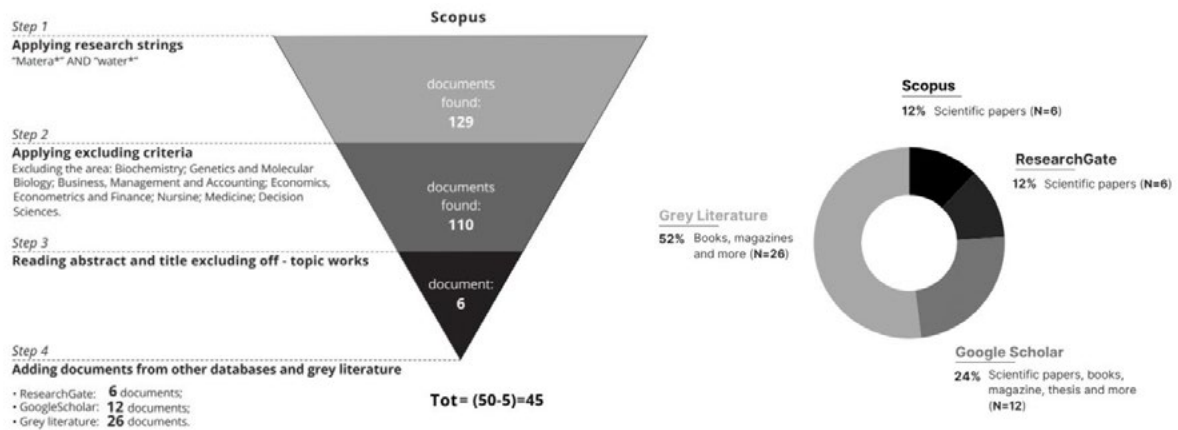 Scopus
Step 1
Applying research strings
"Matera*" AND "water*"
documents
found:
129
Step 2
Applying excluding criteria
Excluding the area: Biochemistry; Genetics and Molecular
Biology; Business, Management and Accounting; Economics,
Econometrics and Finance; Nursine; Medicine; Decision
Sciences.
documents
found:
110
Step 3
Reading abstract and title excluding off - topic works
document:
6
Step 4
Adding documents from other databases and grey literature
• ResearchGate: 6 documents;
• GoogleScholar: 12 documents;
• Grey literature: 26 documents.
Tot= (50-5)=45
Scopus
12% Scientific papers (N=6)
ResearchGate
12% Scientific papers (N=6)
Grey Literature
52% Books, magazines
and more (N=26)
Google Scholar
24% Scientific papers, books,
magazine, thesis and more
(N=12)